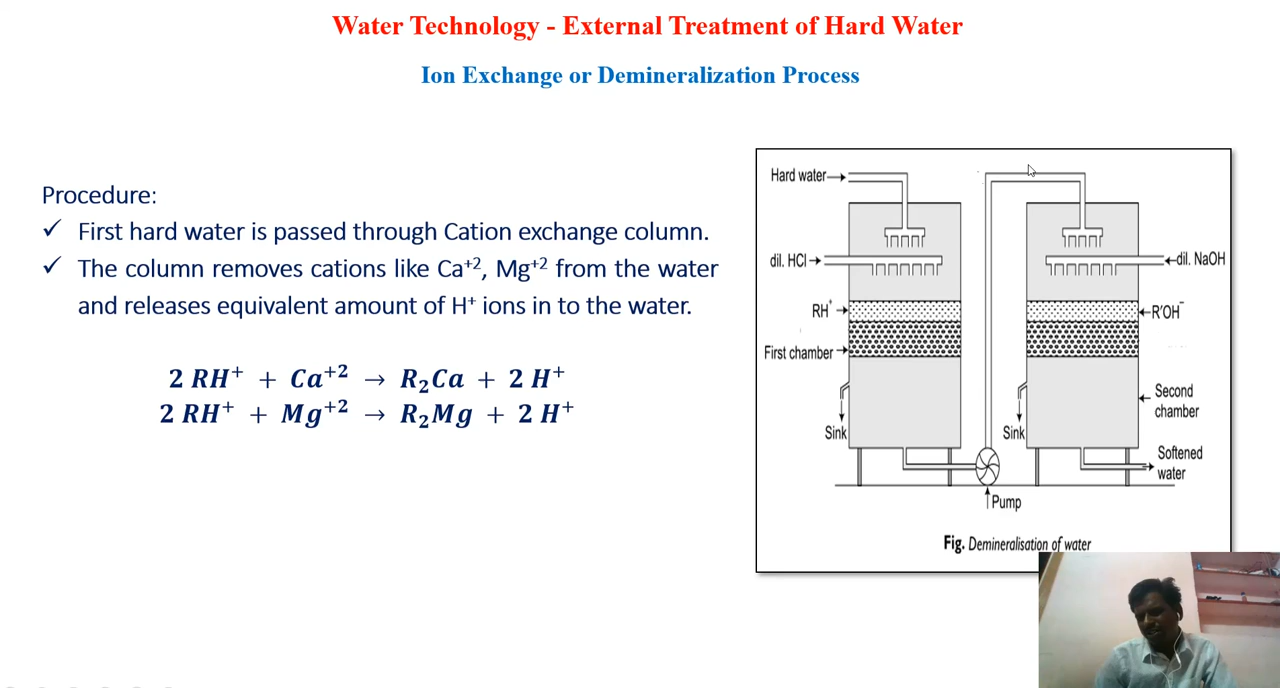 Water Technology - External Treatment of Hard Water
Ion Exchange or Demineralization Process
Procedure:
✓ First hard water is passed through Cation exchange column.
✓ The column removes cations like Ca⁺², Mg⁺² from the water
and releases equivalent amount of H⁺ ions in to the water.
2 RH⁺ + Ca⁺² → R₂Ca + 2 H⁺
2 RH⁺ + Mg⁺² → R₂Mg + 2 H⁺
Hard water
dil. HCl
dil. NaOH
RH⁺
R'OH⁻
First chamber
Second
chamber
Sink
Sink
Softened
water
Pump
Fig. Demineralisation of water